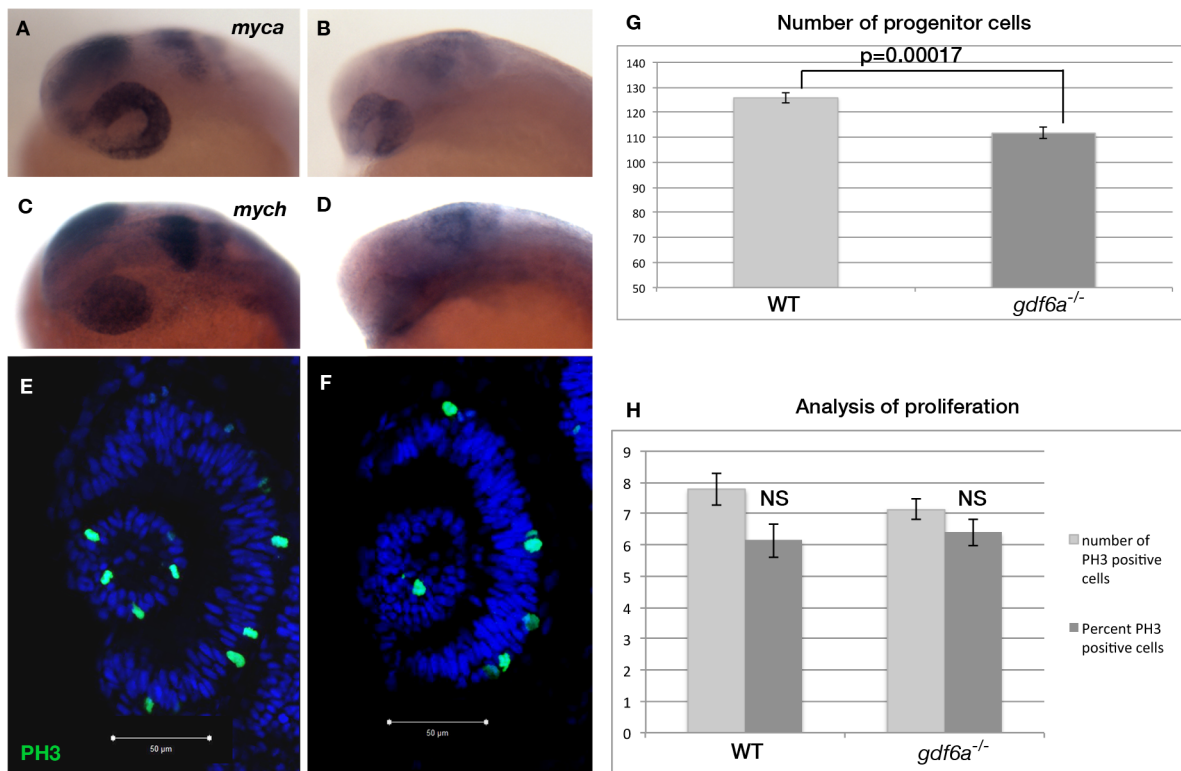 A
myca
B
C
mych
D
E
F
PH3
50 µm
50 µm
G
Number of progenitor cells
p=0.00017
140
130
120
110
100
90
80
70
60
50
WT
gdf6a-/-
H
Analysis of proliferation
9
8
7
6
5
4
3
2
1
0
NS
NS
WT
gdf6a-/-
number of
PH3 positive
cells
Percent PH3
positive cells